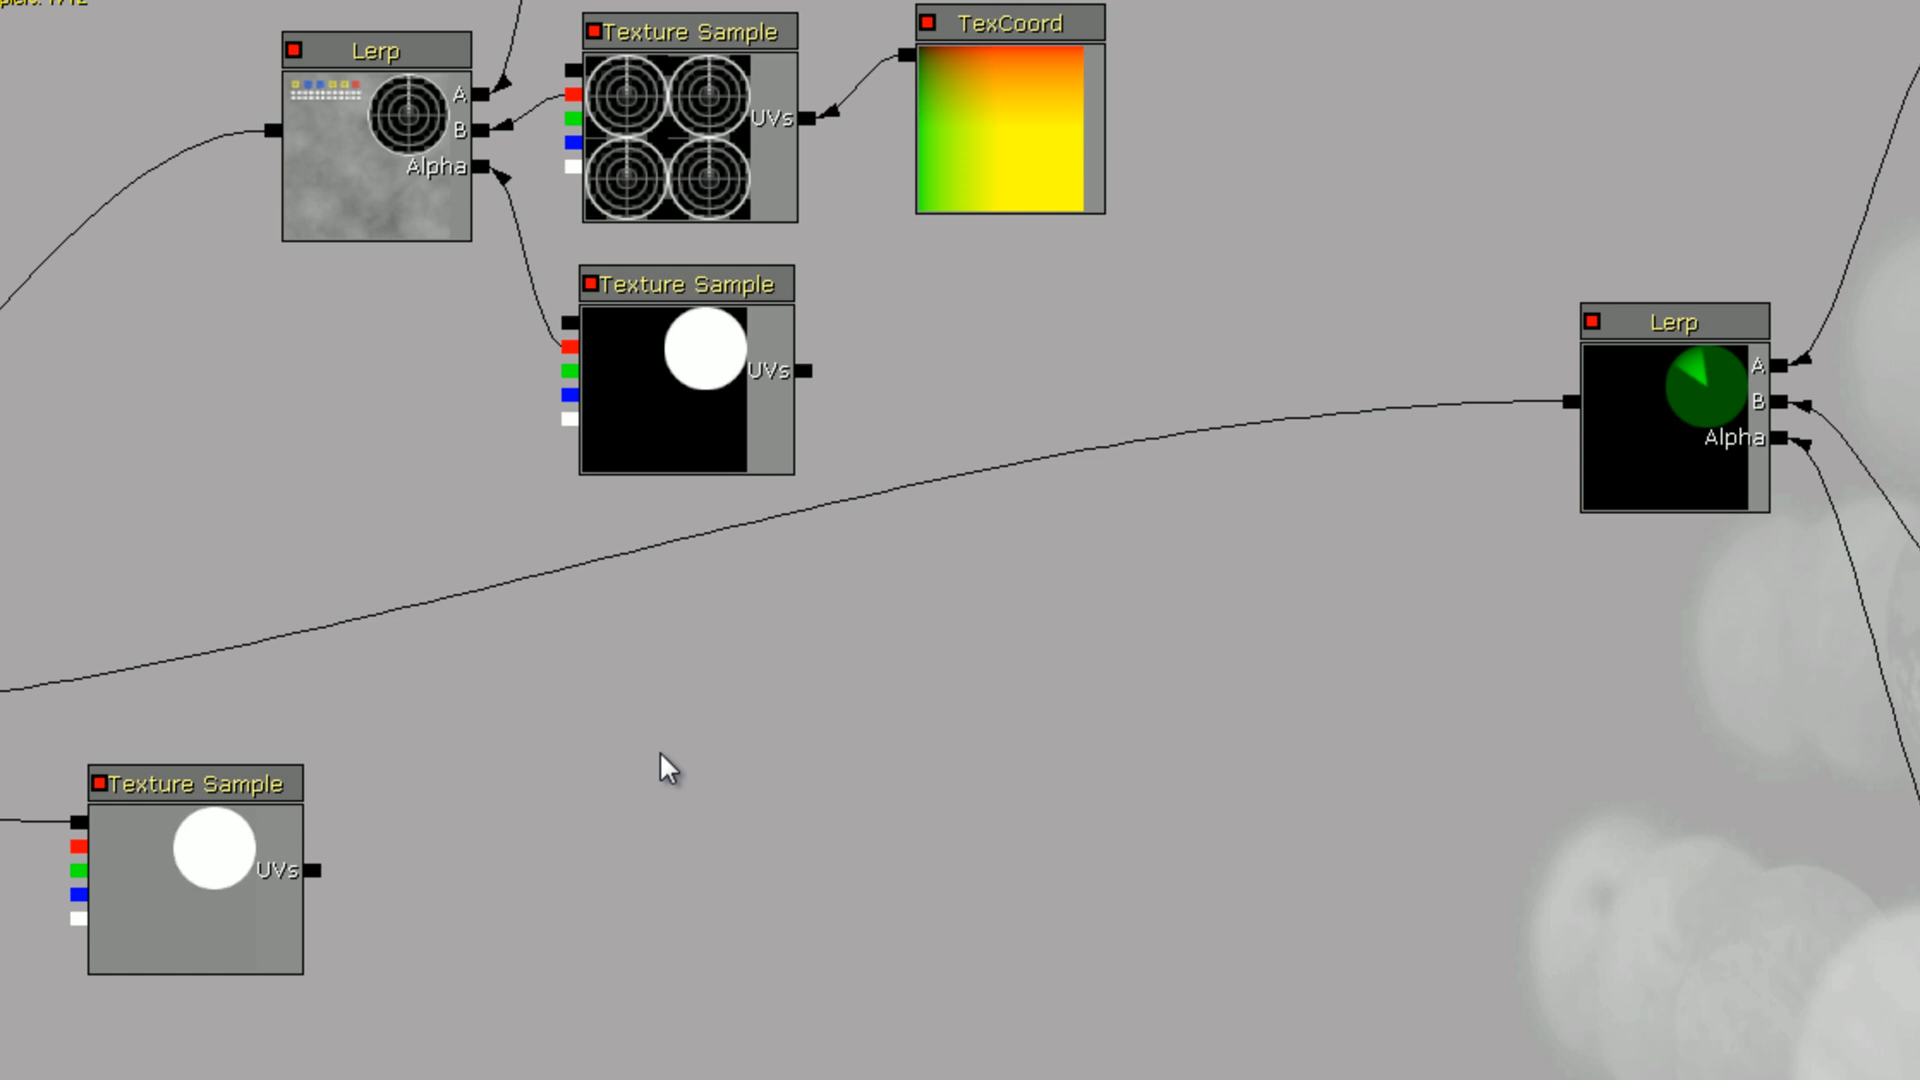 Lerp
A
B
Alpha
Texture Sample
UVs
TexCoord
Texture Sample
UVs
Lerp
A
B
Alpha
Texture Sample
UVs